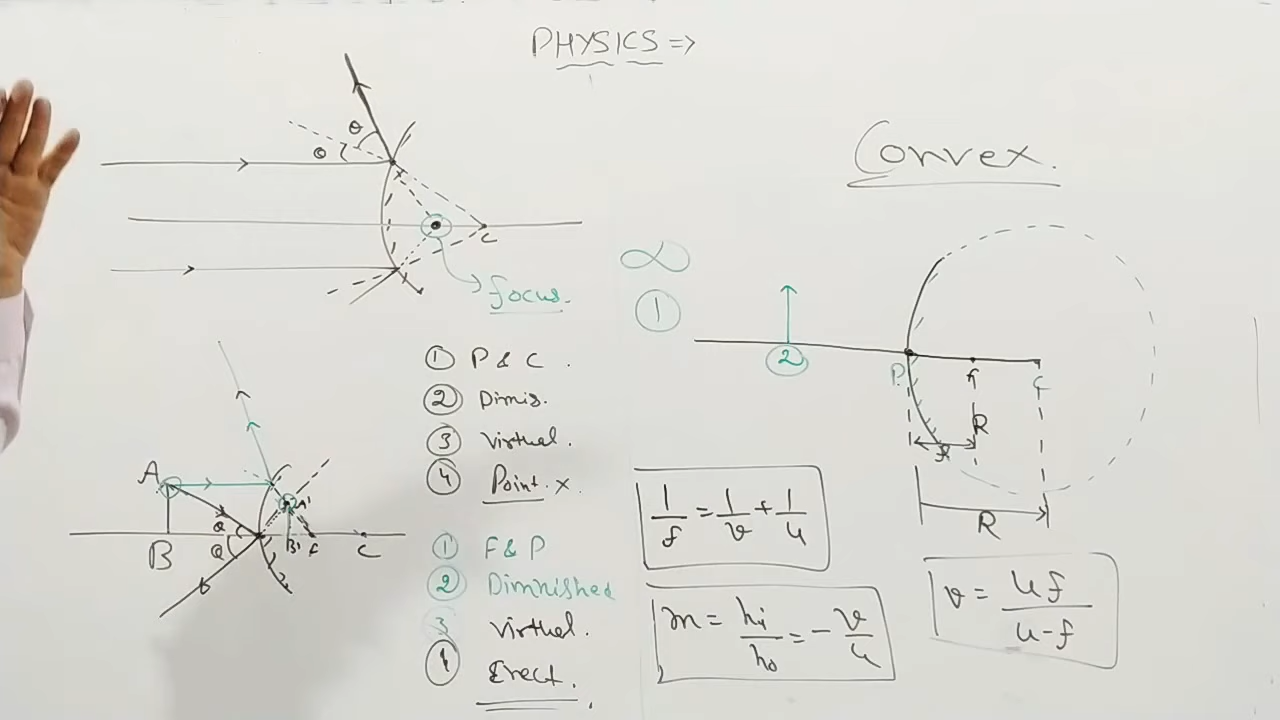 PHYSICS ⇒
Convex.
θ
θ
C
focus.
∞
①
②
P
f
C
R
R
① P & C .
② Dimis.
③ Virtual.
④ Point. x.
A
B
θ
θ
A'
B'
F
C
① F & P
② Diminished
③ Virtual.
④ Erect.
1/f = 1/v + 1/u
m = hi/ho = - v/u
v = uf/u-f